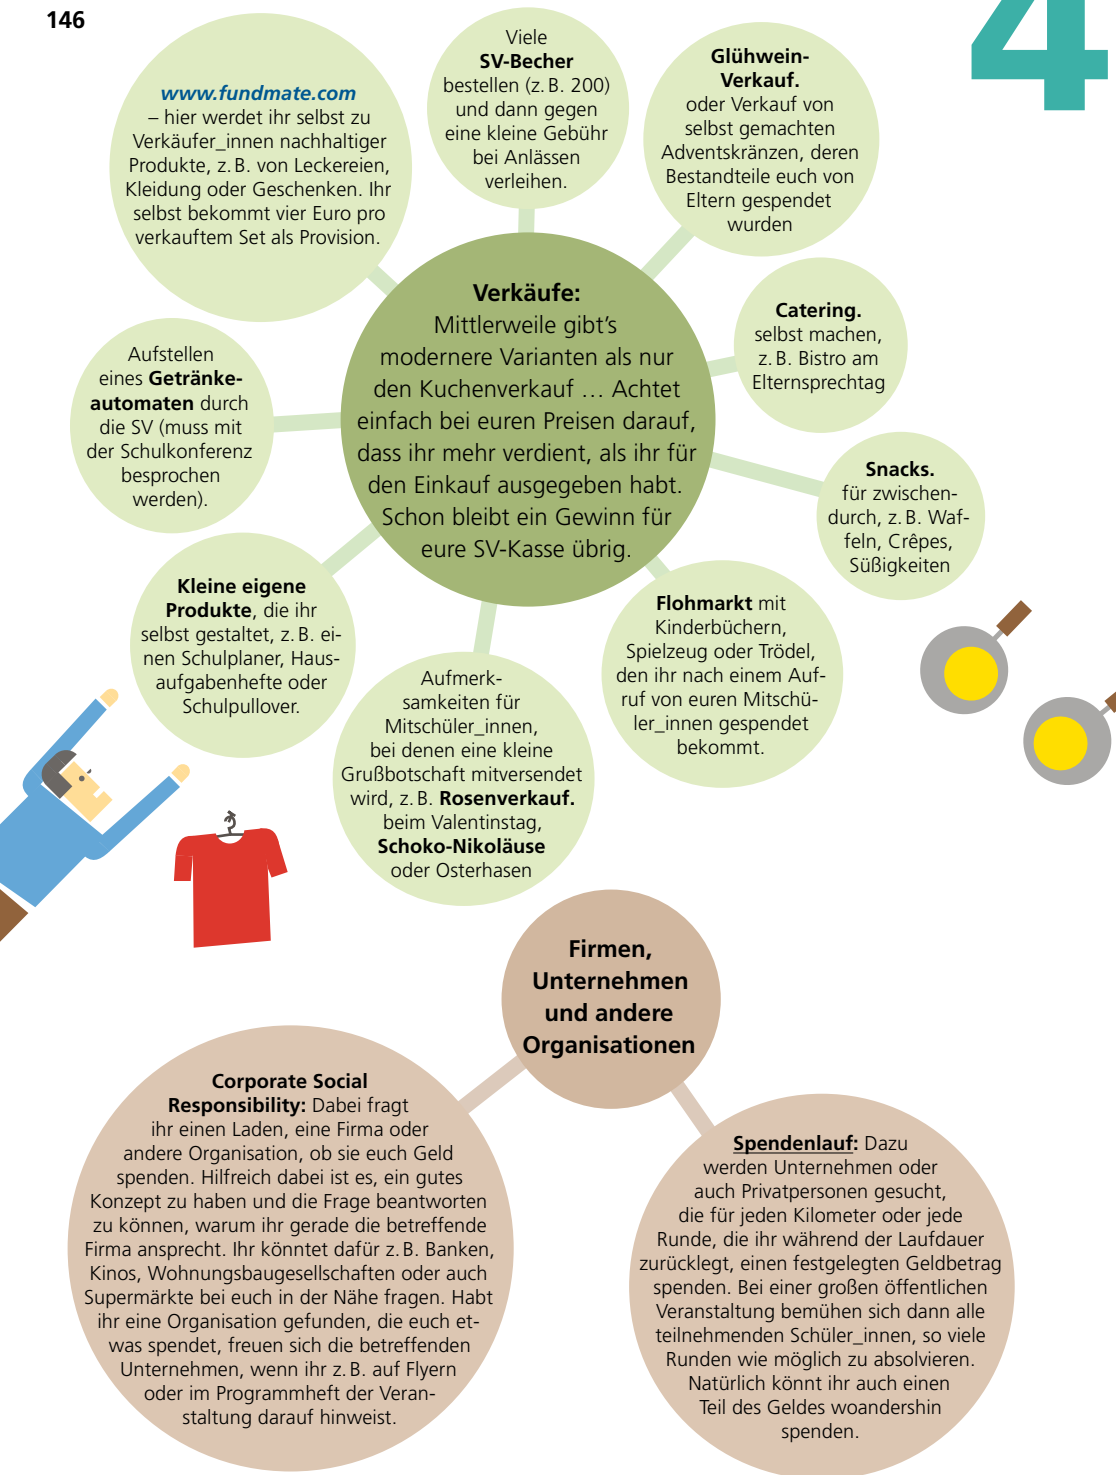 146
4
www.fundmate.com
– hier werdet ihr selbst zu
Verkäufer_innen nachhaltiger
Produkte, z. B. von Leckereien,
Kleidung oder Geschenken. Ihr
selbst bekommt vier Euro pro
verkauftem Set als Provision.
Viele
SV-Becher
bestellen (z. B. 200)
und dann gegen
eine kleine Gebühr
bei Anlässen
verleihen.
Glühwein-
Verkauf.
oder Verkauf von
selbst gemachten
Adventskränzen, deren
Bestandteile euch von
Eltern gespendet
wurden
Verkäufe:
Mittlerweile gibt’s
modernere Varianten als nur
den Kuchenverkauf … Achtet
einfach bei euren Preisen darauf,
dass ihr mehr verdient, als ihr für
den Einkauf ausgegeben habt.
Schon bleibt ein Gewinn für
eure SV-Kasse übrig.
Catering.
selbst machen,
z. B. Bistro am
Elternsprechtag
Aufstellen
eines Getränke-
automaten durch
die SV (muss mit
der Schulkonferenz
besprochen
werden).
Snacks.
für zwischen-
durch, z. B. Waf-
feln, Crêpes,
Süßigkeiten
Kleine eigene
Produkte, die ihr
selbst gestaltet, z. B. ei-
nen Schulplaner, Haus-
aufgabenhefte oder
Schulpullover.
Flohmarkt mit
Kinderbüchern,
Spielzeug oder Trödel,
den ihr nach einem Auf-
ruf von euren Mitschü-
ler_innen gespendet
bekommt.
Aufmerk-
samkeiten für
Mitschüler_innen,
bei denen eine kleine
Grußbotschaft mitversendet
wird, z. B. Rosenverkauf.
beim Valentinstag,
Schoko-Nikoläuse
oder Osterhasen
Firmen,
Unternehmen
und andere
Organisationen
Corporate Social
Responsibility: Dabei fragt
ihr einen Laden, eine Firma oder
andere Organisation, ob sie euch Geld
spenden. Hilfreich dabei ist es, ein gutes
Konzept zu haben und die Frage beantworten
zu können, warum ihr gerade die betreffende
Firma ansprecht. Ihr könntet dafür z. B. Banken,
Kinos, Wohnungsbaugesellschaften oder auch
Supermärkte bei euch in der Nähe fragen. Habt
ihr eine Organisation gefunden, die euch et-
was spendet, freuen sich die betreffenden
Unternehmen, wenn ihr z. B. auf Flyern
oder im Programmheft der Veran-
staltung darauf hinweist.
Spendenlauf: Dazu
werden Unternehmen oder
auch Privatpersonen gesucht,
die für jeden Kilometer oder jede
Runde, die ihr während der Laufdauer
zurücklegt, einen festgelegten Geldbetrag
spenden. Bei einer großen öffentlichen
Veranstaltung bemühen sich dann alle
teilnehmenden Schüler_innen, so viele
Runden wie möglich zu absolvieren.
Natürlich könnt ihr auch einen
Teil des Geldes woandershin
spenden.